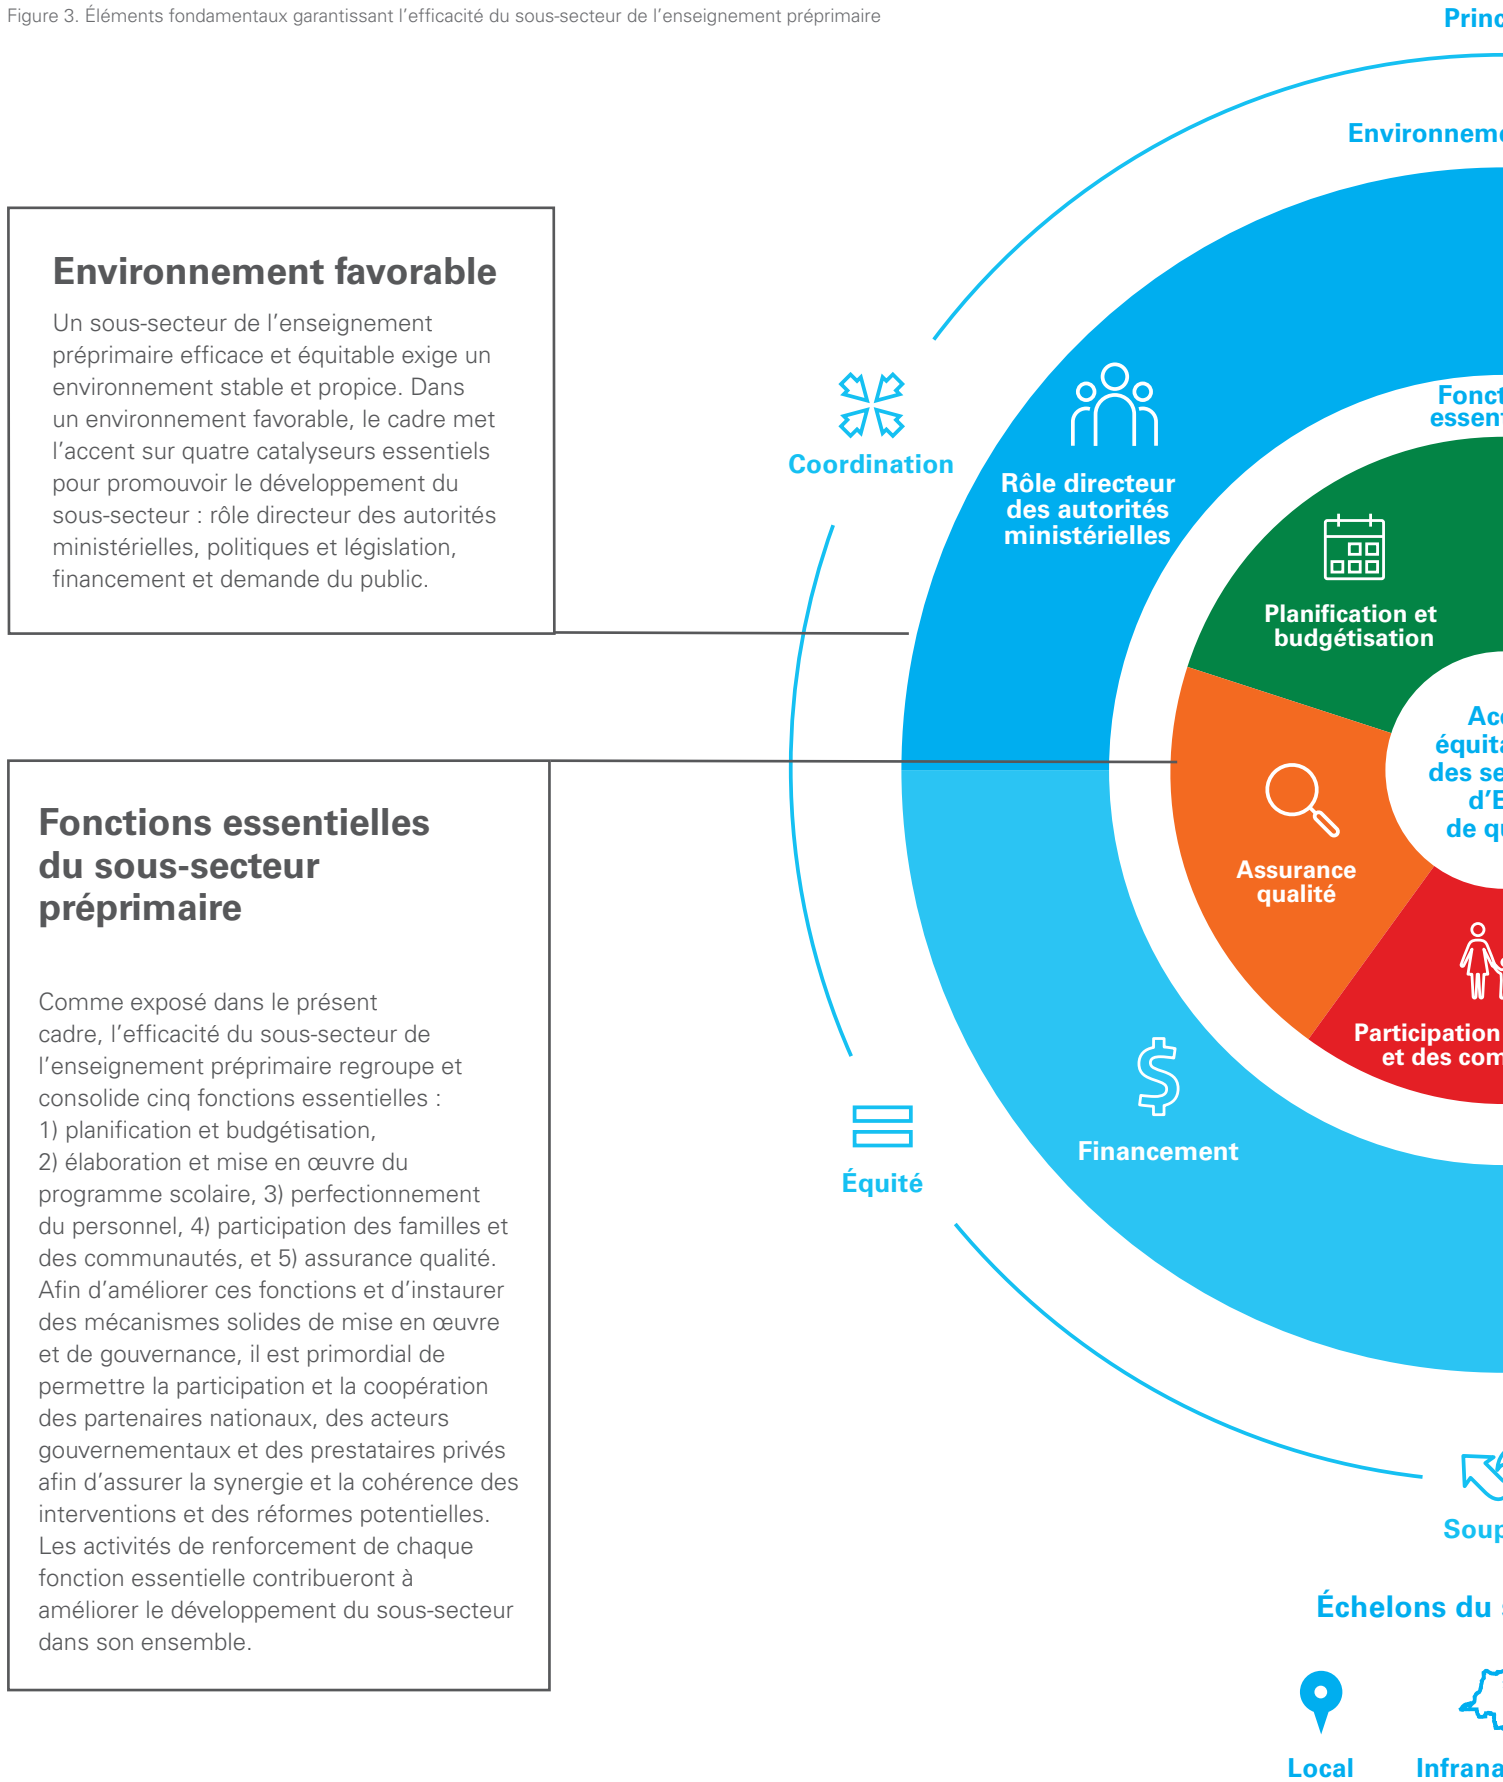 Figure 3. Éléments fondamentaux garantissant l’efficacité du sous-secteur de l’enseignement préprimaire
Environnement favorable
Un sous-secteur de l’enseignement
préprimaire efficace et équitable exige un
environnement stable et propice. Dans
un environnement favorable, le cadre met
l’accent sur quatre catalyseurs essentiels
pour promouvoir le développement du
sous-secteur : rôle directeur des autorités
ministérielles, politiques et législation,
financement et demande du public.
Fonctions essentielles
du sous-secteur
préprimaire
Comme exposé dans le présent
cadre, l’efficacité du sous-secteur de
l’enseignement préprimaire regroupe et
consolide cinq fonctions essentielles :
1) planification et budgétisation,
2) élaboration et mise en œuvre du
programme scolaire, 3) perfectionnement
du personnel, 4) participation des familles et
des communautés, et 5) assurance qualité.
Afin d’améliorer ces fonctions et d’instaurer
des mécanismes solides de mise en œuvre
et de gouvernance, il est primordial de
permettre la participation et la coopération
des partenaires nationaux, des acteurs
gouvernementaux et des prestataires privés
afin d’assurer la synergie et la cohérence des
interventions et des réformes potentielles.
Les activités de renforcement de chaque
fonction essentielle contribueront à
améliorer le développement du sous-secteur
dans son ensemble.
Coordination
Rôle directeur
des autorités
ministérielles
Planification et
budgétisation
des
Assurance
qualité
de
Participation
et des
Financement
Équité
Échelons du
Local